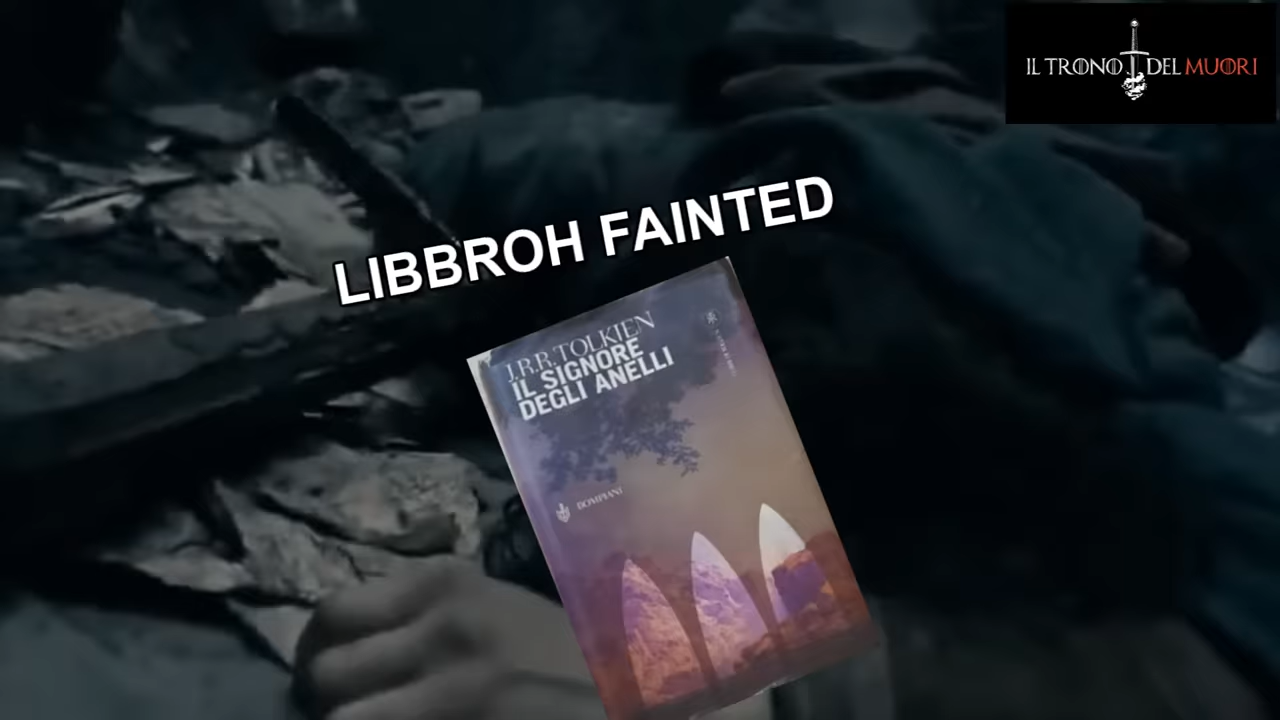 IL TRONO DEL MUORI
LIBBROH FAINTED
J.R.R. TOLKIEN
IL SIGNORE
DEGLI ANELLI
BOMPIANI